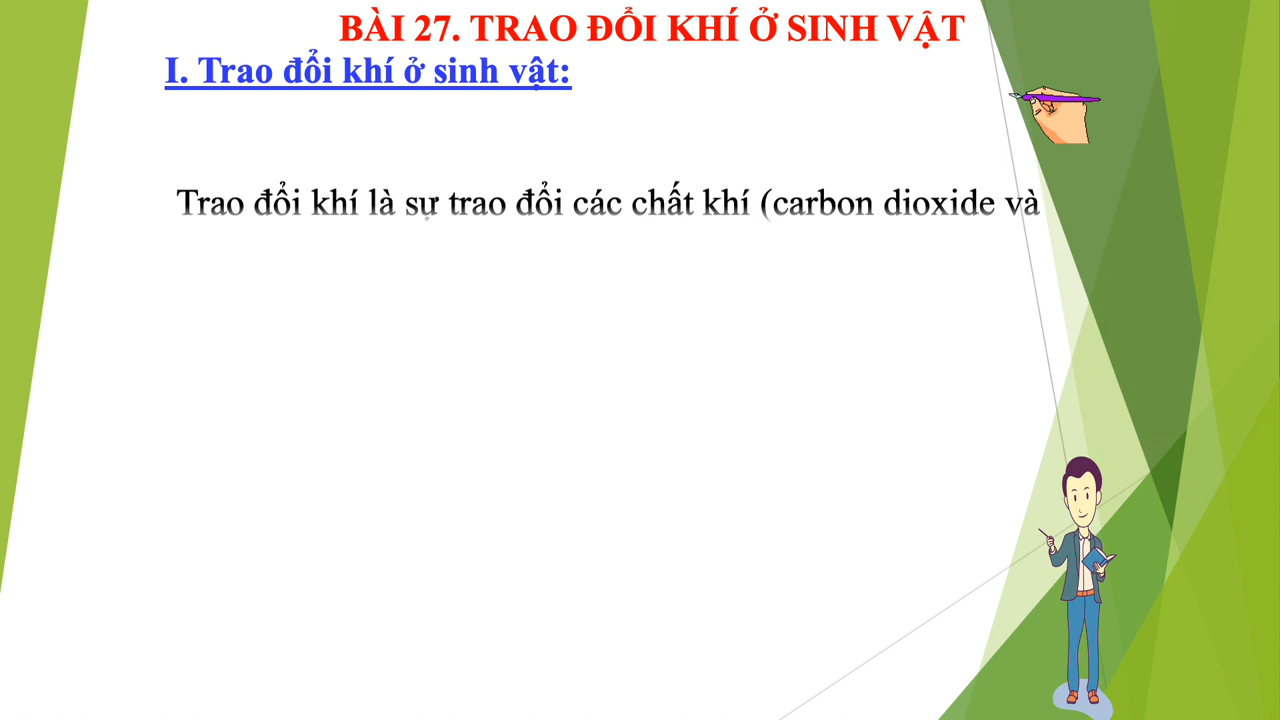 BÀI 27. TRAO ĐỔI KHÍ Ở SINH VẬT
I. Trao đổi khí ở sinh vật:
Trao đổi khí là sự trao đổi các chất khí (carbon dioxide và